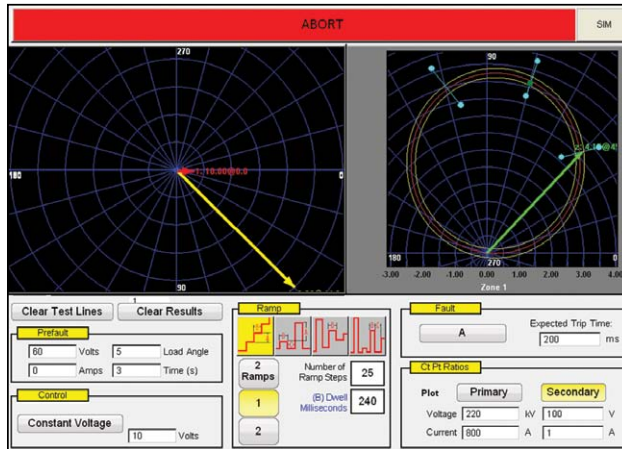 ABORT
SIM
270
180
0
90
1: 10.00@0.0
90
180
0
270
-3.00 -2.00 -1.00 0.00 1.00 2.00 3.00 4.00
Zone 1
Clear Test Lines
1
Clear Results
Prefault
60 Volts 5 Load Angle
0 Amps 3 Time (s)
Control
Constant Voltage
10 Volts
Ramp
2 Ramps
Number of Ramp Steps
25
1
(B) Dwell Milliseconds
240
2
Fault
A
Expected Trip Time:
200 ms
Ct Pt Ratios
Plot Primary Secondary
Voltage 220 kV 100 V
Current 800 A 1 A